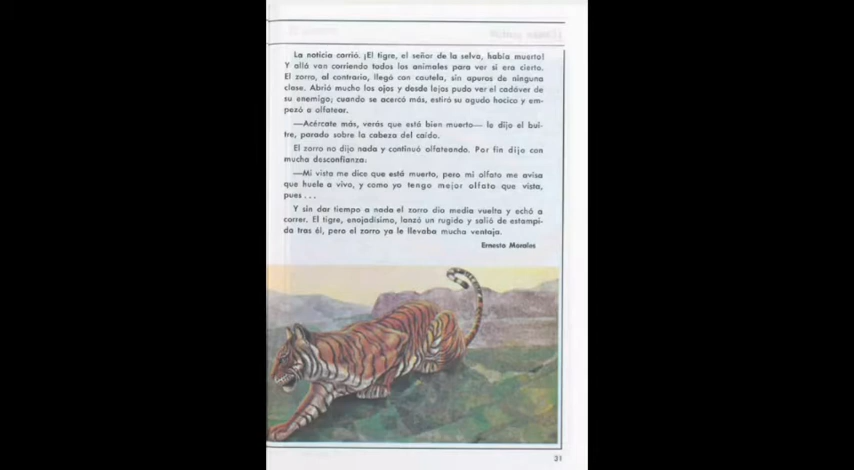 La noticia corrió. ¡El tigre, el señor de la selva, había muerto!
Y allá van corriendo todos los animales para ver si era cierto.
El zorro, al contrario, llegó con cautela, sin apuros de ninguna
clase. Abrió mucho los ojos y desde lejos pudo ver el cadáver de
su enemigo; cuando se acercó más, estiró su agudo hocico y em-
pezó a olfatear.
—Acércate más, verás que está bien muerto— le dijo el bui-
tre, parado sobre la cabeza del caído.
El zorro no dijo nada y continuó olfateando. Por fin dijo con
mucha desconfianza:
—Mi vista me dice que está muerto, pero mi olfato me avisa
que huele a vivo, y como yo tengo mejor olfato que vista,
pues . . .
Y sin dar tiempo a nada el zorro dio media vuelta y echó a
correr. El tigre, enojadísimo, lanzó un rugido y salió de estampi-
da tras él, pero el zorro ya le llevaba mucha ventaja.
Ernesto Morales
31